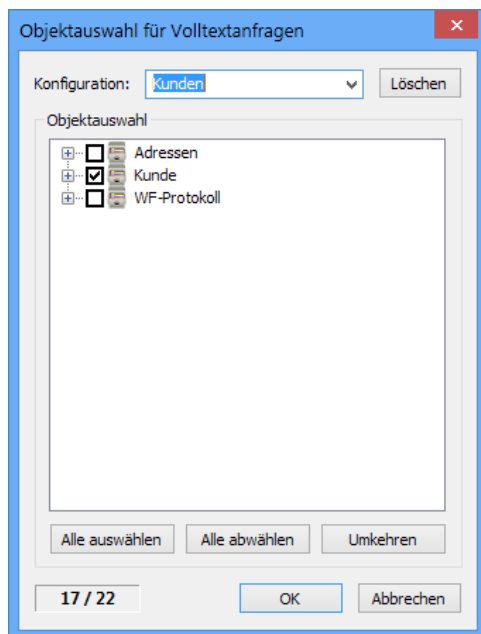 Objektauswahl für Volltextanfragen
Konfiguration: Kunden Löschen
Objektauswahl
Adressen
Kunde
WF-Protokoll
Alle auswählen Alle abwählen Umkehren
17 / 22 OK Abbrechen